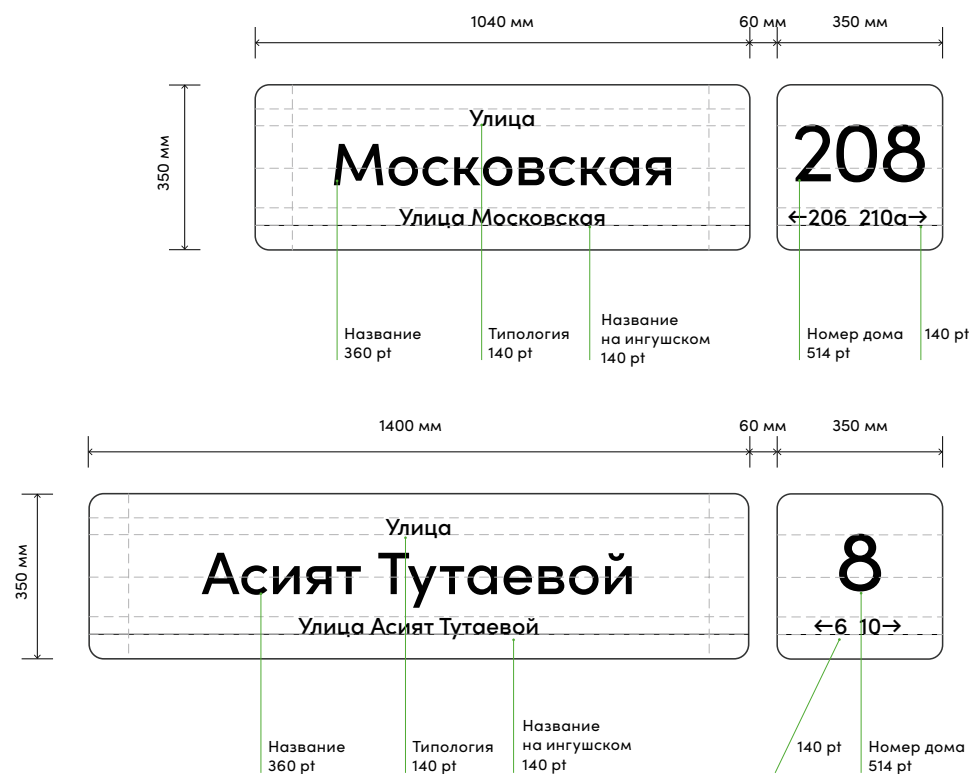 1040 мм
60 мм
350 мм
350 мм
Улица
Московская
Улица Московская
208
←206 210а→
Название
360 pt
Типология
140 pt
Название
на ингушском
140 pt
Номер дома
514 pt
140 pt
1400 мм
60 мм
350 мм
350 мм
Улица
Асият Тутаевой
Улица Асият Тутаевой
8
←6 10→
Название
360 pt
Типология
140 pt
Название
на ингушском
140 pt
140 pt
Номер дома
514 pt